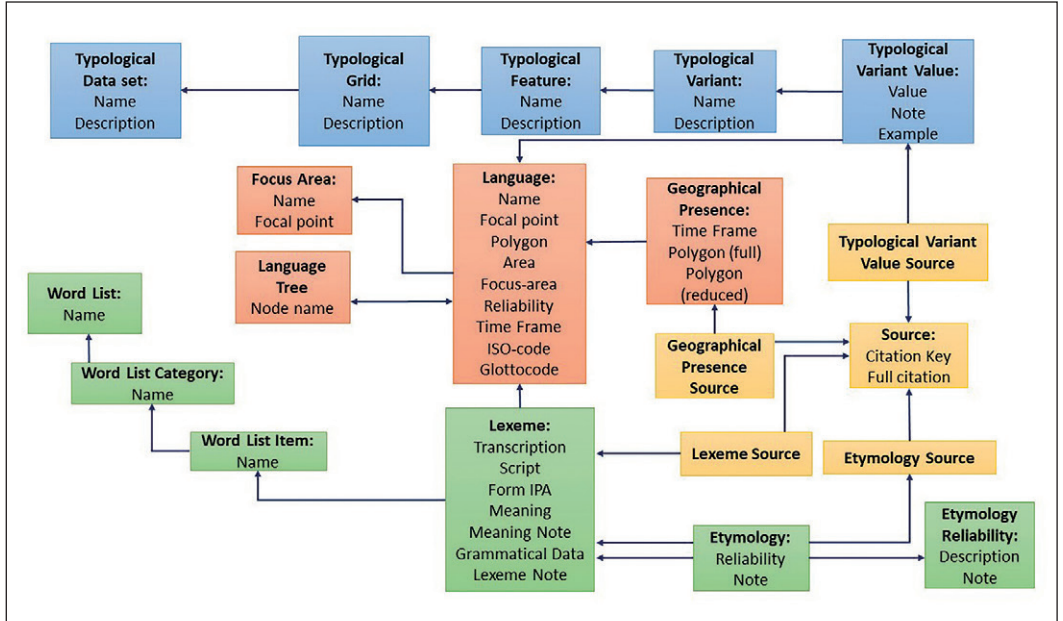 Typological
Data set:
Name
Description
Typological
Grid:
Name
Description
Typological
Feature:
Name
Description
Typological
Variant:
Name
Description
Typological
Variant Value:
Value
Note
Example
Focus Area:
Name
Focal point
Language
Tree
Node name
Language:
Name
Focal point
Polygon
Area
Focus-area
Reliability
Time Frame
ISO-code
Glottocode
Geographical
Presence:
Time Frame
Polygon (full)
Polygon
(reduced)
Typological Variant
Value Source
Word List:
Name
Word List Category:
Name
Word List Item:
Name
Geographical
Presence Source
Source:
Citation Key
Full citation
Lexeme:
Transcription
Script
Form IPA
Meaning
Meaning Note
Grammatical Data
Lexeme Note
Lexeme Source
Etymology Source
Etymology:
Reliability
Note
Etymology
Reliability:
Description
Note